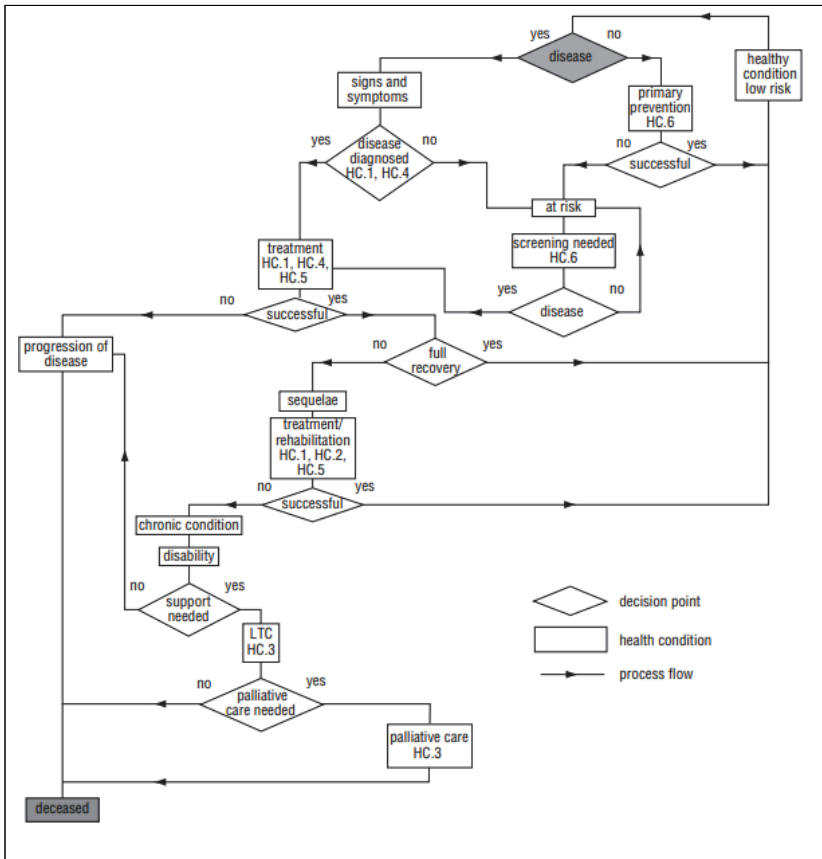 yes
no
disease
healthy
condition
low risk
signs and
symptoms
primary
prevention
HC.6
yes
no
disease
diagnosed
HC.1, HC.4
no
yes
successful
at risk
treatment
HC.1, HC.4,
HC.5
screening needed
HC.6
yes
no
disease
no
yes
successful
progression of
disease
no
yes
full
recovery
sequelae
treatment/
rehabilitation
HC.1, HC.2,
HC.5
no
yes
successful
chronic condition
disability
no
yes
support
needed
LTC
HC.3
no
yes
palliative
care needed
palliative care
HC.3
deceased
decision point
health condition
process flow